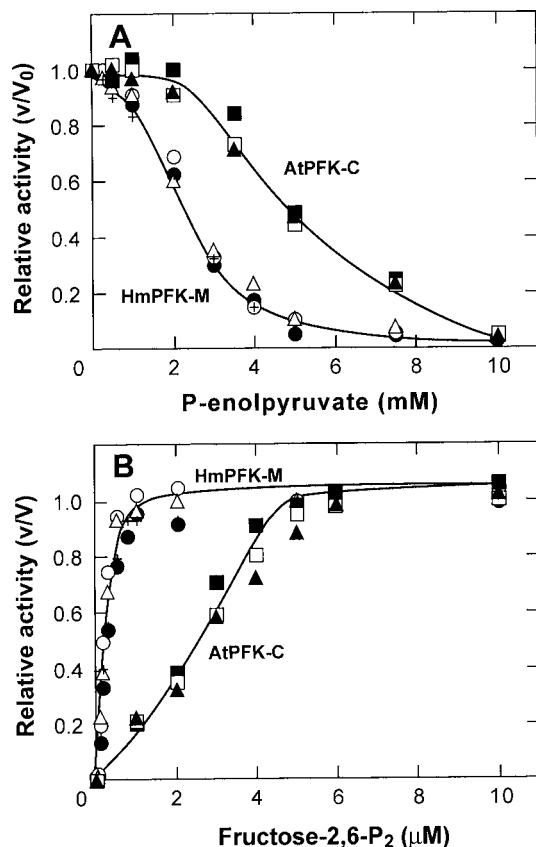 A
Relative activity (v/V₀)
1.0
0.8
0.6
0.4
0.2
AtPFK-C
HmPFK-M
0 2 4 6 8 10
P-enolpyruvate (mM)
B
Relative activity (v/V)
HmPFK-M
1.0
0.8
0.6
0.4
0.2
AtPFK-C
0 2 4 6 8 10
Fructose-2,6-P₂ (μM)